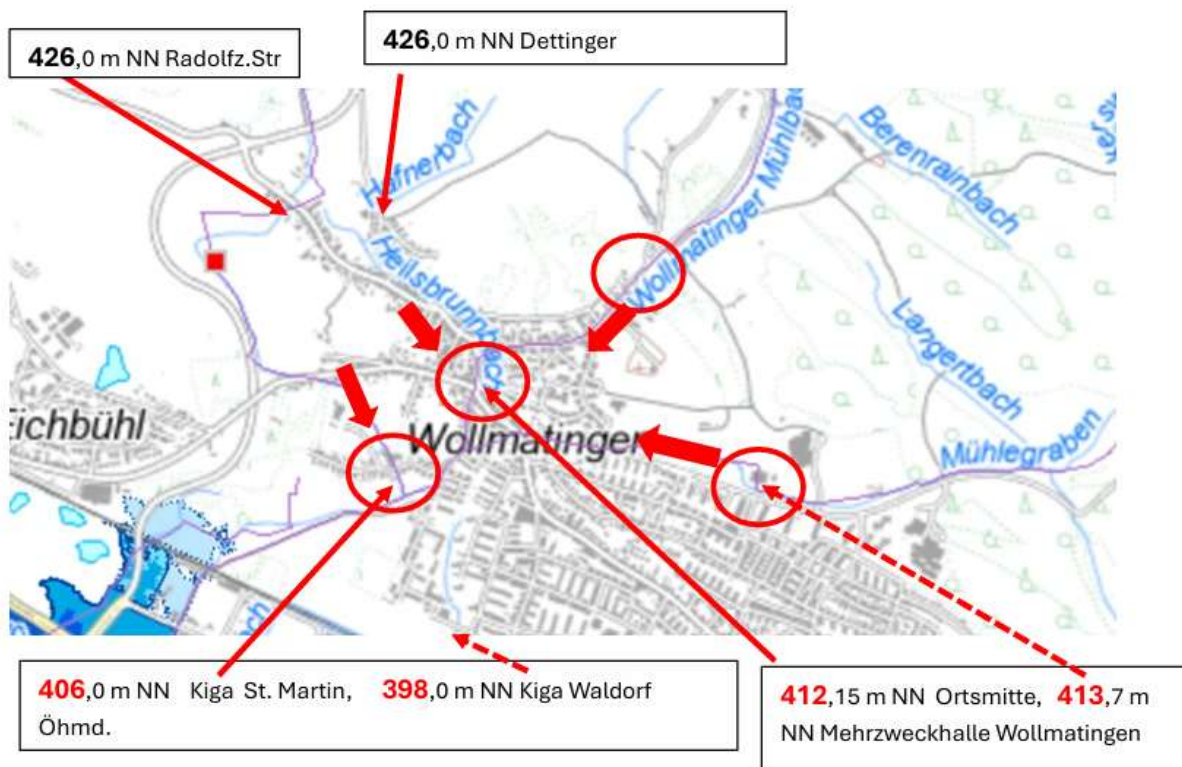 426,0 m NN Dettinger
426,0 m NN Radolfz.Str
Hafnerbach
Berenrainbach
Wollmatinger Mühlba
Heilsbrunnbach
Langertbach
Eichbühl
Wollmatingen
Mühlegraben
406,0 m NN Kiga St. Martin, 398,0 m NN Kiga Waldorf
Öhmd.
412,15 m NN Ortsmitte, 413,7 m
NN Mehrzweckhalle Wollmatingen